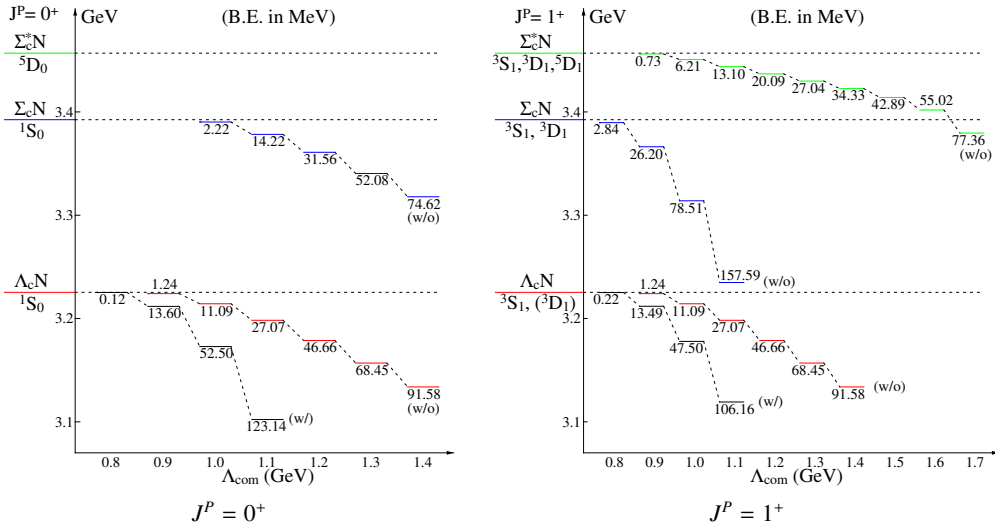 J^P= 0^+ GeV (B.E. in MeV)
Σ_c^*N
^5D_0
Σ_cN
^1S_0
3.4
2.22
14.22
31.56
52.08
74.62
(w/o)
3.3
Λ_cN
^1S_0
0.12
1.24
13.60
11.09
27.07
46.66
68.45
91.58
(w/o)
3.2
52.50
123.14 (w/)
3.1
0.8 0.9 1.0 1.1 1.2 1.3 1.4
Λ_com (GeV)
J^P = 0^+
J^P= 1^+ GeV (B.E. in MeV)
Σ_c^*N
^3S_1,^3D_1,^5D_1
0.73
6.21
13.10
20.09
27.04
34.33
42.89
55.02
77.36
(w/o)
3.4
Σ_cN
^3S_1, ^3D_1
2.84
26.20
78.51
157.59 (w/o)
3.3
Λ_cN
^3S_1, (^3D_1)
0.22
1.24
13.49
11.09
27.07
46.66
68.45
91.58 (w/o)
3.2
47.50
106.16 (w/)
3.1
0.8 0.9 1.0 1.1 1.2 1.3 1.4 1.5 1.6 1.7
Λ_com (GeV)
J^P = 1^+